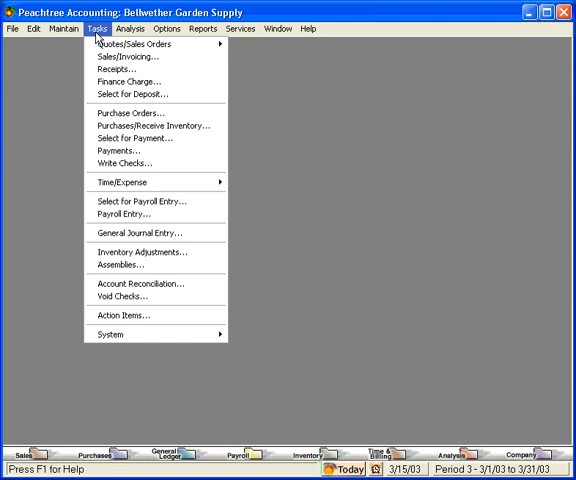 Peachtree Accounting: Bellwether Garden Supply
File Edit Maintain Tasks Analysis Options Reports Services Window Help
Quotes/Sales Orders
Sales/Invoicing...
Receipts...
Finance Charge...
Select for Deposit...
Purchase Orders...
Purchases/Receive Inventory...
Select for Payment...
Payments...
Write Checks...
Time/Expense
Select for Payroll Entry...
Payroll Entry...
General Journal Entry...
Inventory Adjustments...
Assemblies...
Account Reconciliation...
Void Checks...
Action Items...
System
Sales Purchases General Ledger Payroll Inventory Time & Billing Analysis Company
Press F1 for Help Today 3/15/03 Period 3 - 3/1/03 to 3/31/03